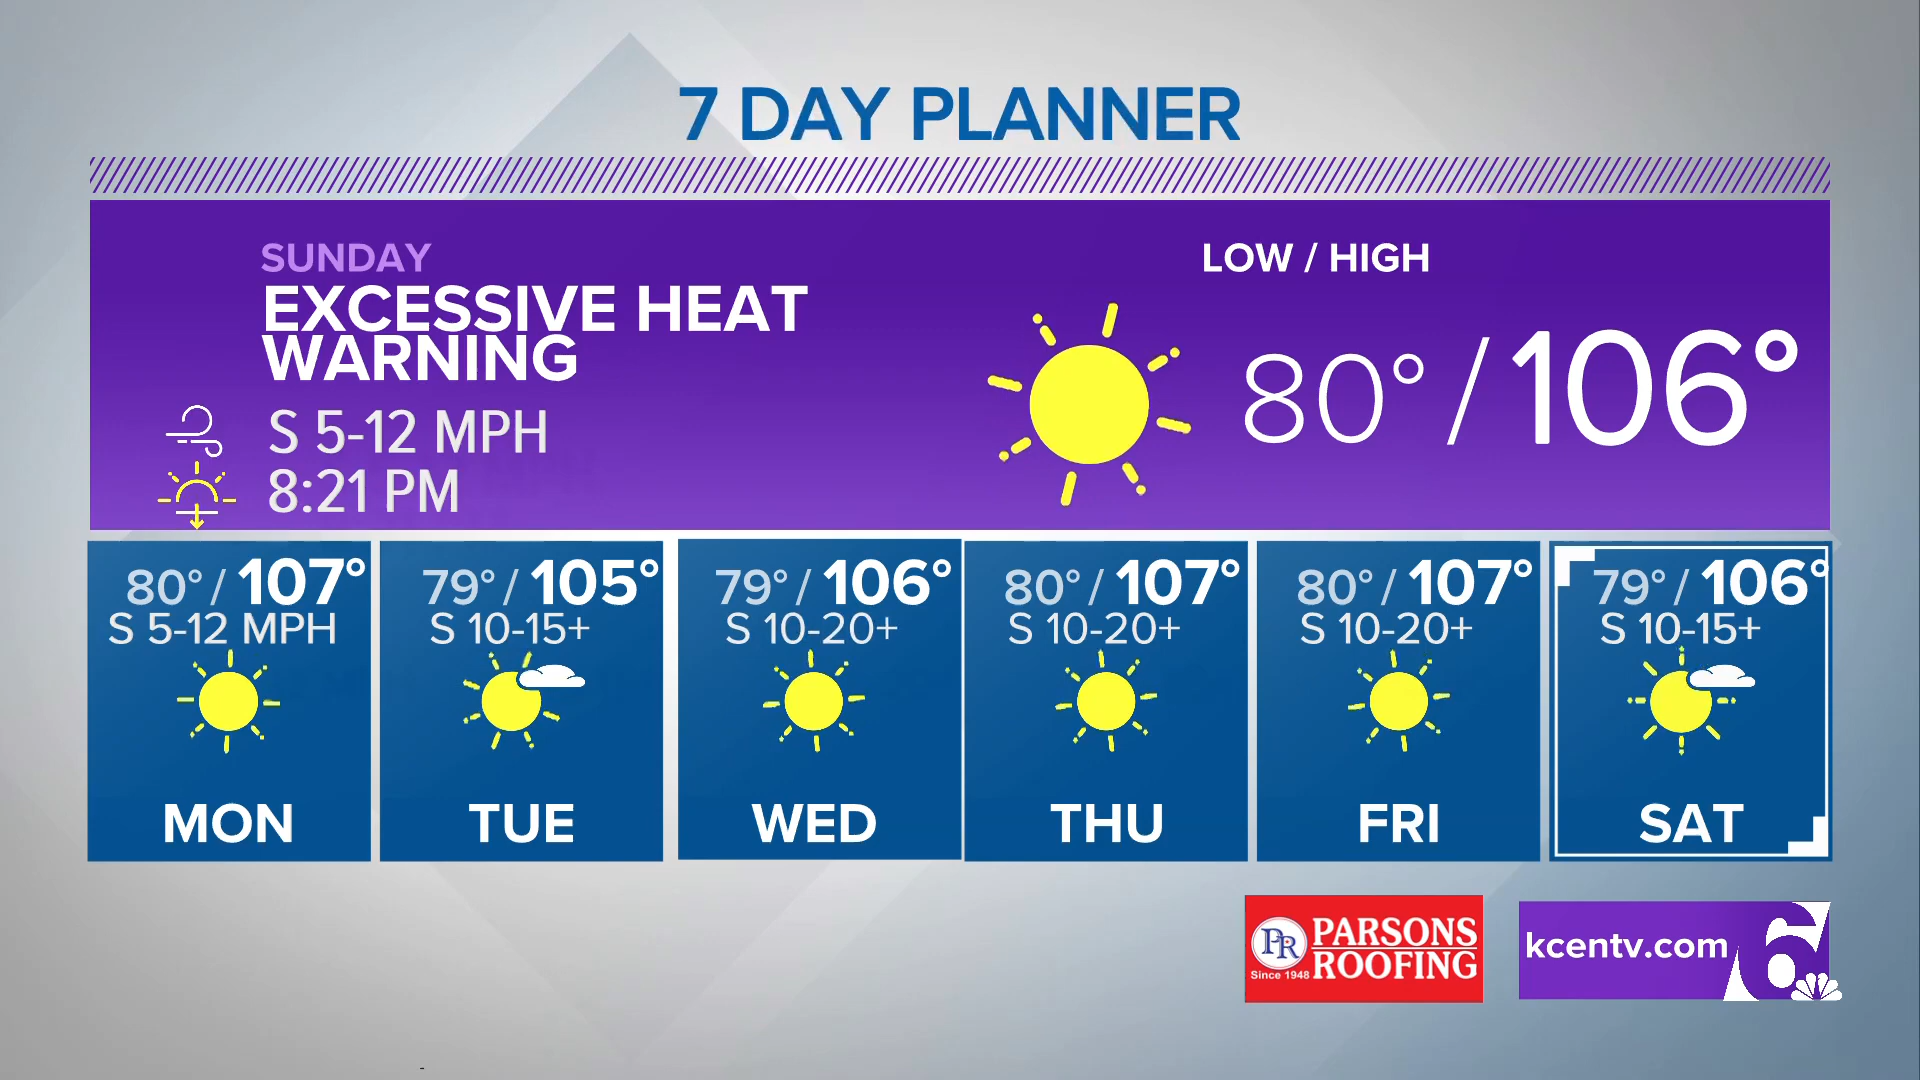 7 DAY PLANNER
SUNDAY
EXCESSIVE HEAT
WARNING
S 5-12 MPH
8:21 PM
LOW / HIGH
80° / 106°
80° / 107°
S 5-12 MPH
MON
79° / 105°
S 10-15+
TUE
79° / 106°
S 10-20+
WED
80° / 107°
S 10-20+
THU
80° / 107°
S 10-20+
FRI
79° / 106°
S 10-15+
SAT
PR
Since 1948
PARSONS
ROOFING
kcentv.com
6